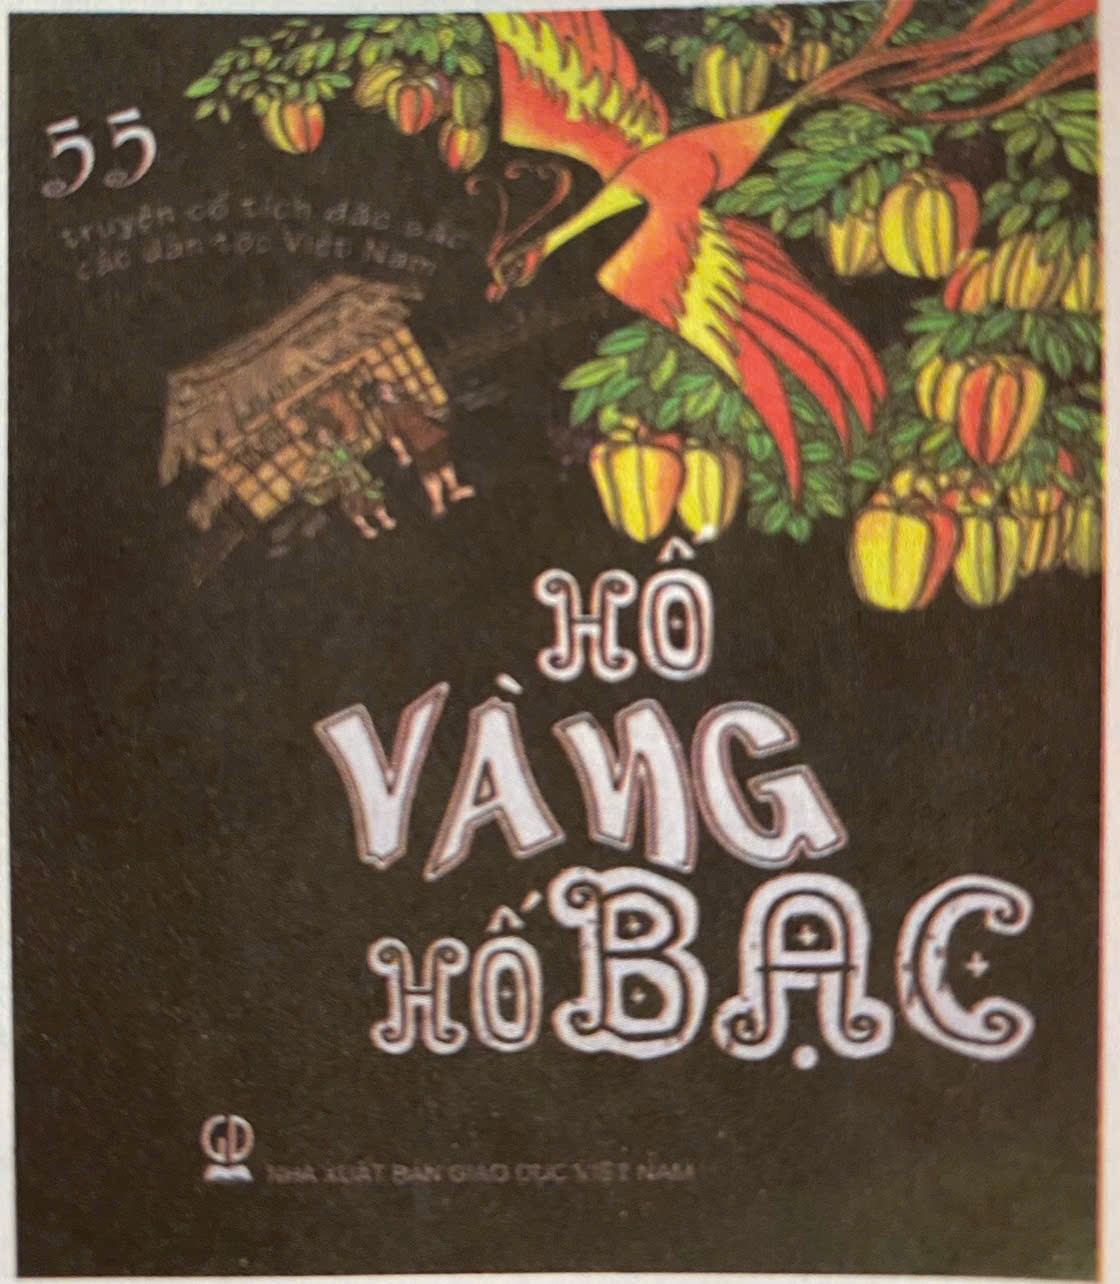 55
truyện cổ tích đặc sắc
các dân tộc Việt Nam
HỐ
VÀNG
HỐ BẠC
GD
NHÀ XUẤT BẢN GIÁO DỤC VIỆT NAM